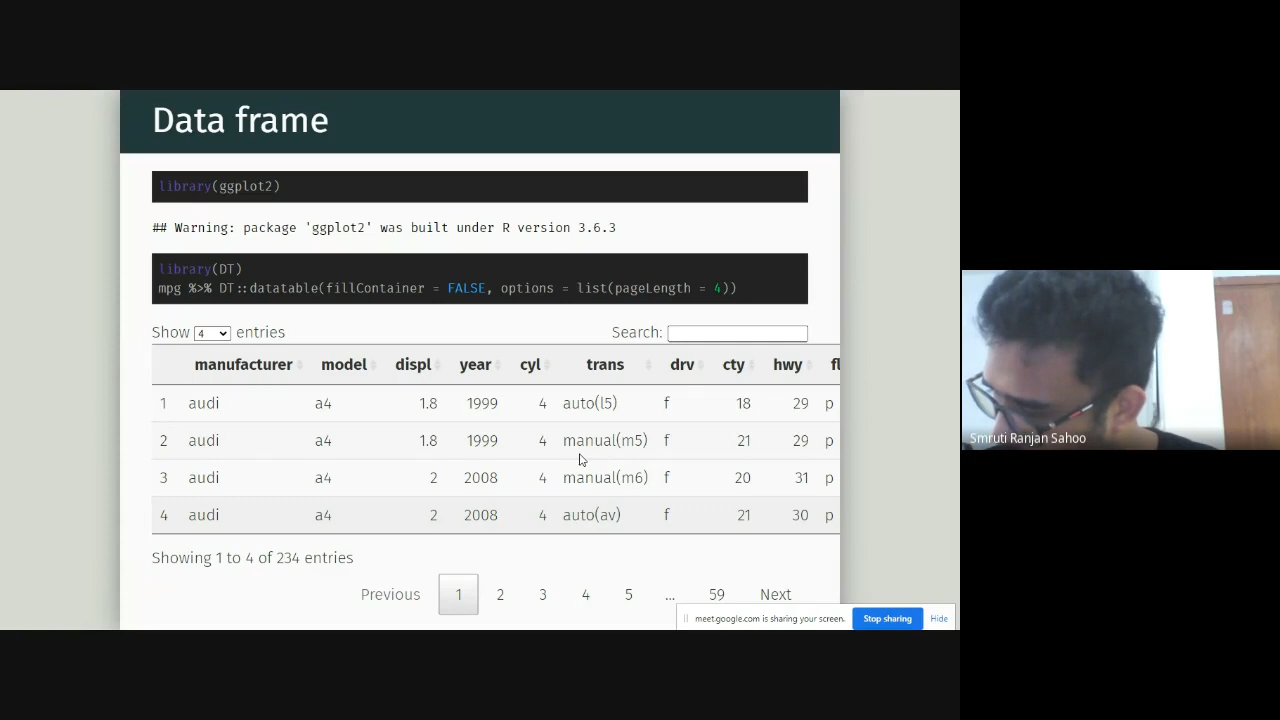 Data frame
library(ggplot2)
## Warning: package 'ggplot2' was built under R version 3.6.3
library(DT)
mpg %>% DT::datatable(fillContainer = FALSE, options = list(pageLength = 4))
Show 4 entries Search:
manufacturer model displ year cyl trans drv cty hwy fl
1 audi a4 1.8 1999 4 auto(l5) f 18 29 p
2 audi a4 1.8 1999 4 manual(m5) f 21 29 p
3 audi a4 2 2008 4 manual(m6) f 20 31 p
4 audi a4 2 2008 4 auto(av) f 21 30 p
Showing 1 to 4 of 234 entries
Previous 1 2 3 4 5 ... 59 Next
meet.google.com is sharing your screen. Stop sharing Hide
Smruti Ranjan Sahoo